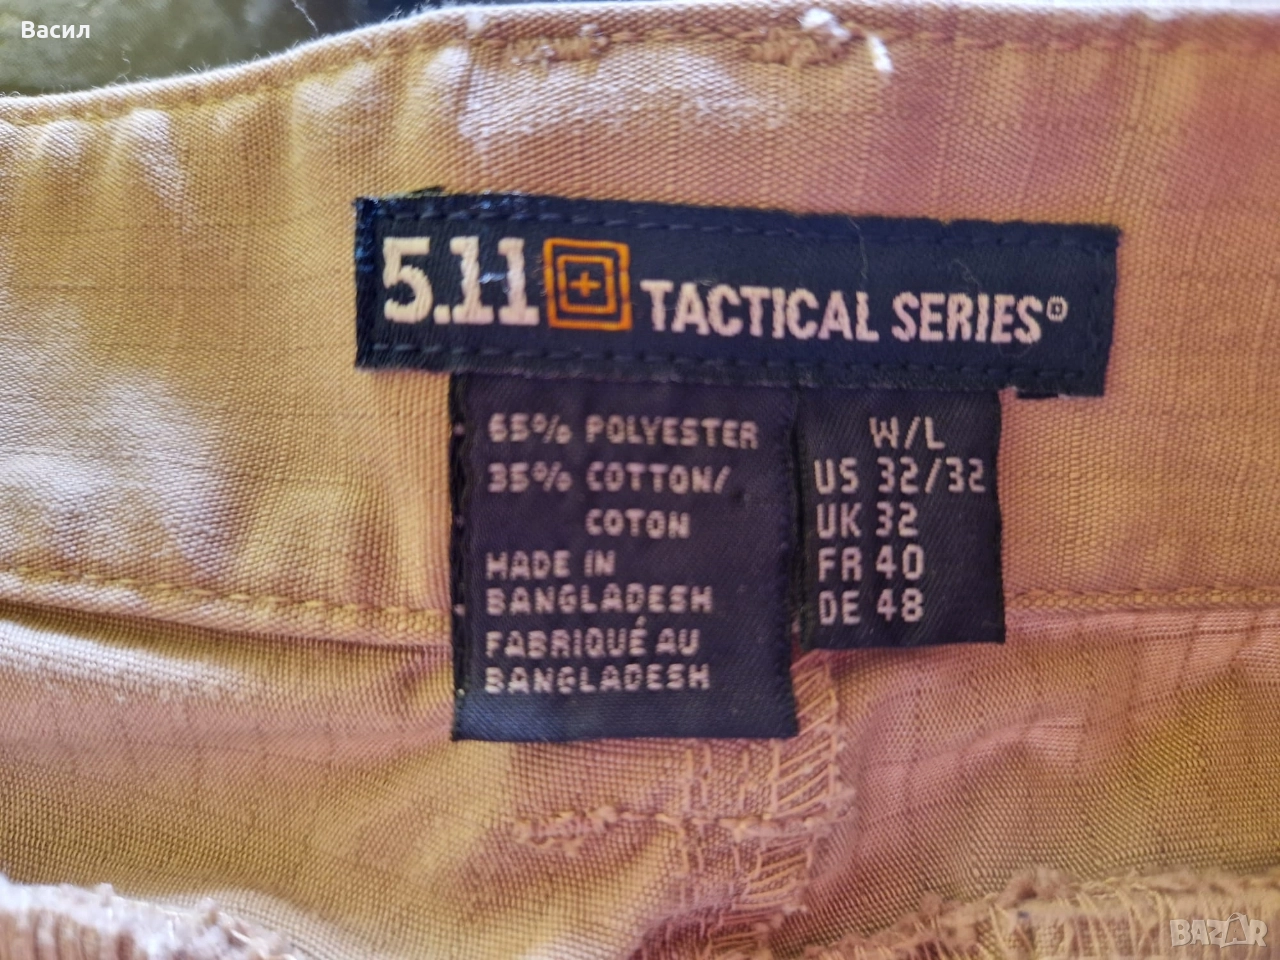 Васил
5.11 TACTICAL SERIES
65% POLYESTER
35% COTTON/
COTON
MADE IN
BANGLADESH
FABRIQUÉ AU
BANGLADESH
W/L
US 32/32
UK 32
FR 40
DE 48
BAZAR